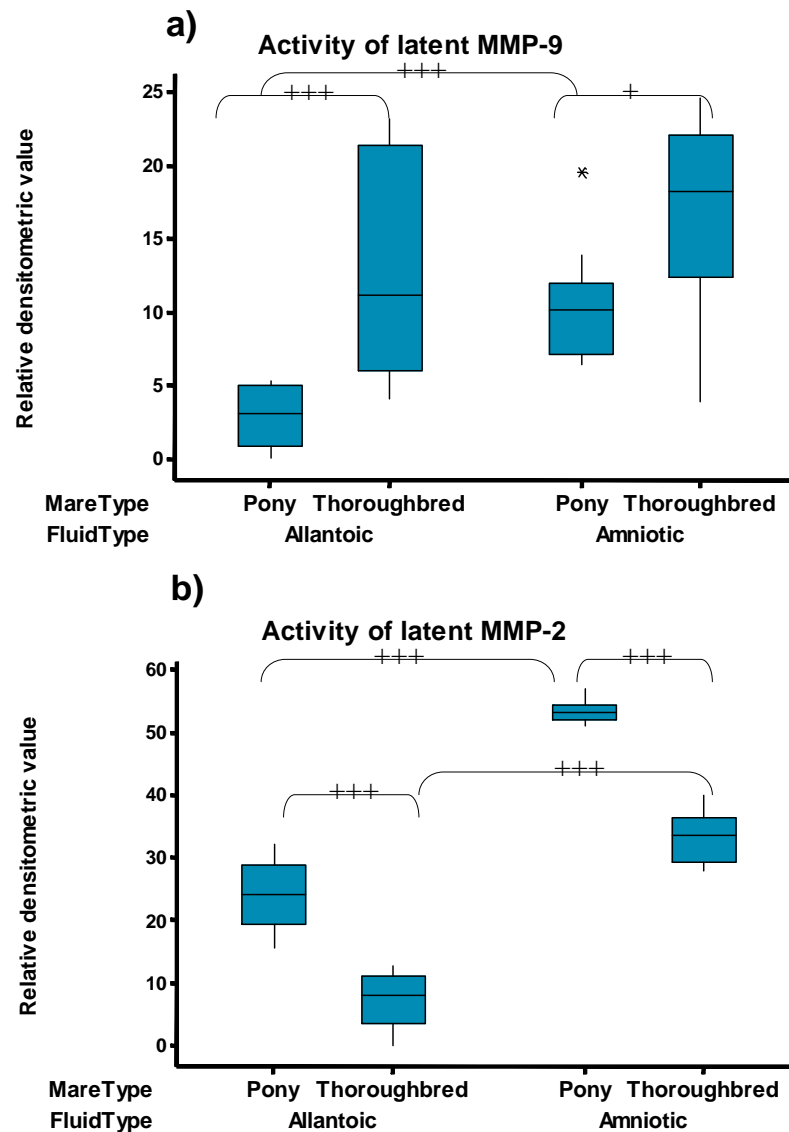 a)
Activity of latent MMP-9
+++
+++
+
Relative densitometric value
25
20
15
10
5
0
*
MareType Pony Thoroughbred Pony Thoroughbred
FluidType Allantoic Amniotic
b)
Activity of latent MMP-2
+++
+++
+++
+++
Relative densitometric value
60
50
40
30
20
10
0
MareType Pony Thoroughbred Pony Thoroughbred
FluidType Allantoic Amniotic